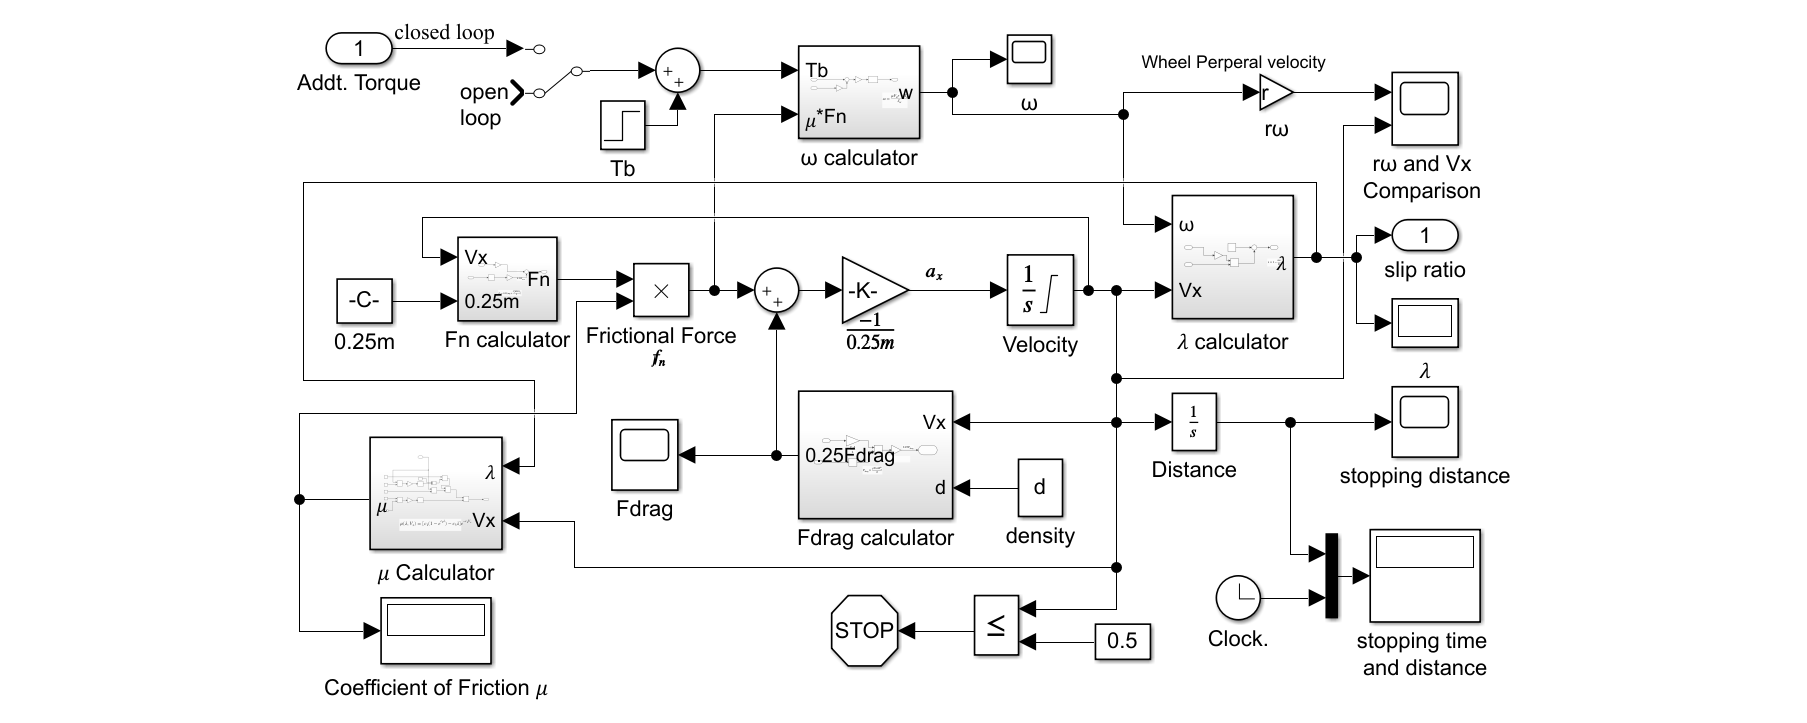 closed loop
1
Addt. Torque
open
loop
+
+
Tb
Tb
w
μ*Fn
ω calculator
ω
Wheel Perperal velocity
r
rω
rω and Vx
Comparison
Vx
Fn
0.25m
Fn calculator
-C-
0.25m
×
Frictional Force
fn
+
+
-K-
-1
0.25m
ax
1
s
Velocity
ω
λ
Vx
λ calculator
1
slip ratio
λ
λ
μ
Vx
μ Calculator
Coefficient of Friction μ
Fdrag
Vx
0.25Fdrag
d
Fdrag calculator
d
density
1
s
Distance
stopping distance
STOP
≤
0.5
Clock.
stopping time
and distance